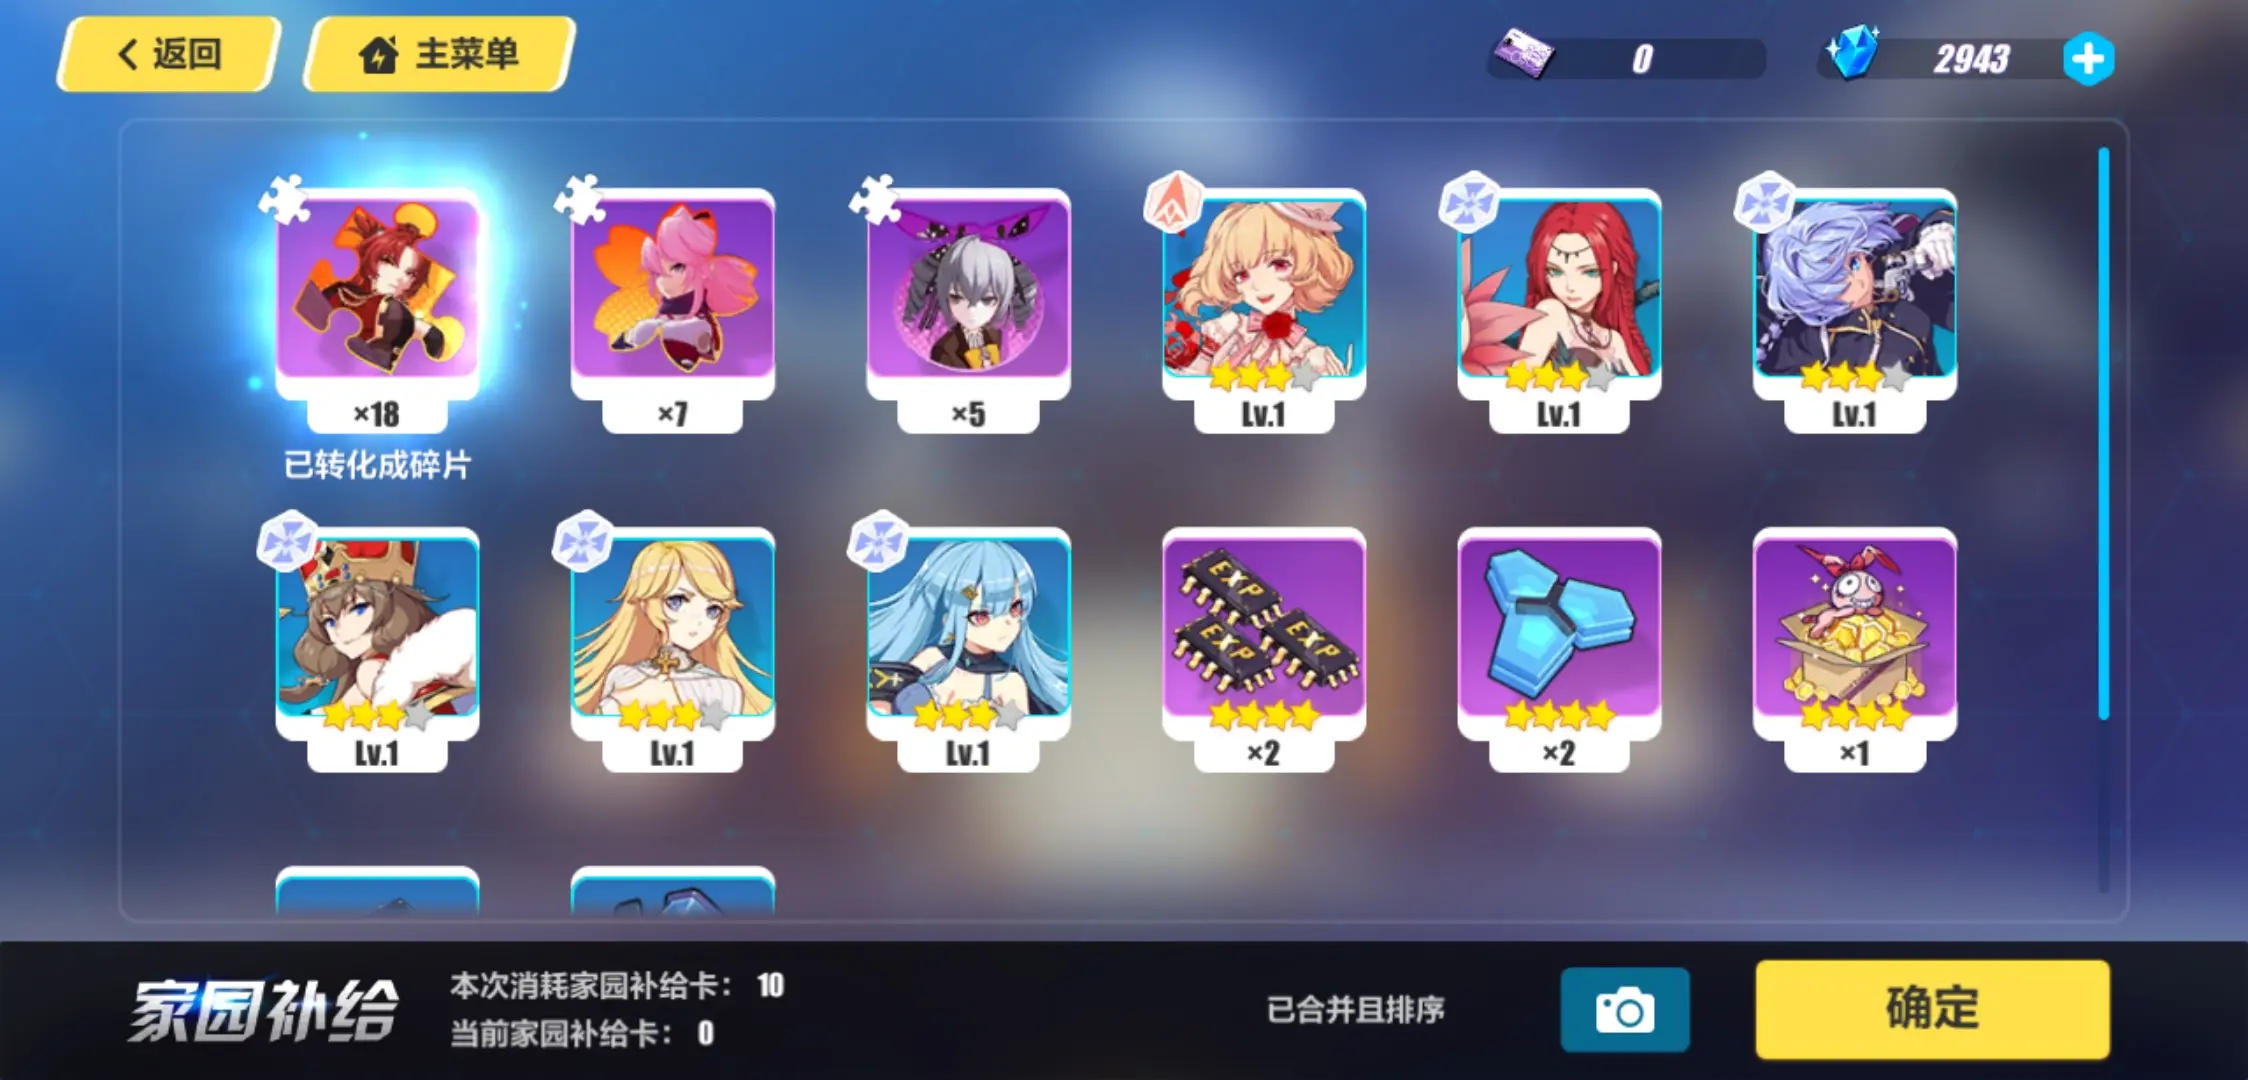 返回
主菜单
0
2943
×18
×7
×5
Lv.1
Lv.1
Lv.1
已转化成碎片
EXP
EXP
EXP
Lv.1
Lv.1
Lv.1
×2
×2
×1
家园补给
本次消耗家园补给卡： 10
当前家园补给卡： 0
已合并且排序
确定